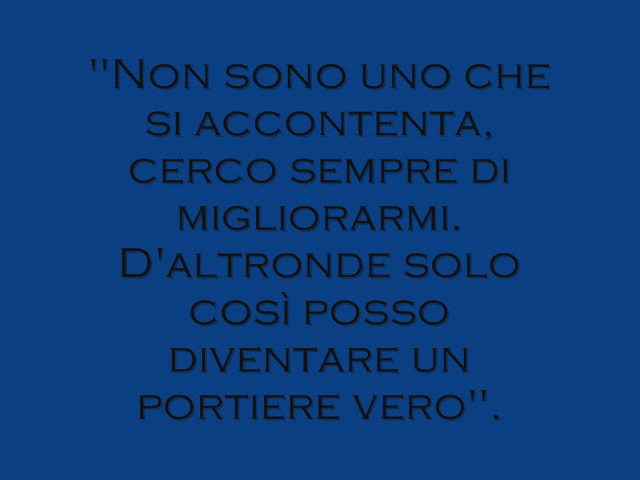 "Non sono uno che
si accontenta,
cerco sempre di
migliorarmi.
D'altronde solo
così posso
diventare un
portiere vero".